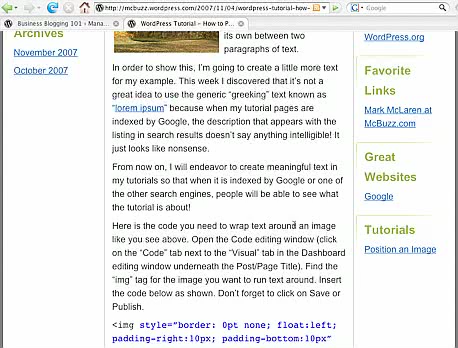 http://mcbuzz.wordpress.com/2007/11/04/wordpress-tutorial-how-
Google
Business Blogging 101 › Mana...
WordPress Tutorial – How to P...
Archives
November 2007
October 2007
its own between two
paragraphs of text.
In order to show this, I’m going to create a little more text
for my example. This week I discovered that it’s not a
great idea to use the generic “greeking” text known as
“lorem ipsum” because when my tutorial pages are
indexed by Google, the description that appears with the
listing in search results doesn’t say anything intelligible! It
just looks like nonsense.
From now on, I will endeavor to create meaningful text in
my tutorials so that when it is indexed by Google or one of
the other search engines, people will be able to see what
the tutorial is about!
Here is the code you need to wrap text around an image
like you see above. Open the Code editing window (click
on the “Code” tab next to the “Visual” tab in the Dashboard
editing window underneath the Post/Page Title). Find the
“img” tag for the image you want to run text around. Insert
the code below as shown. Don’t forget to click on Save or
Publish.
<img style="border: 0pt none; float:left;
padding-right:10px; padding-bottom:10px"
WordPress.org
Favorite
Links
Mark McLaren at
McBuzz.com
Great
Websites
Google
Tutorials
Position an Image